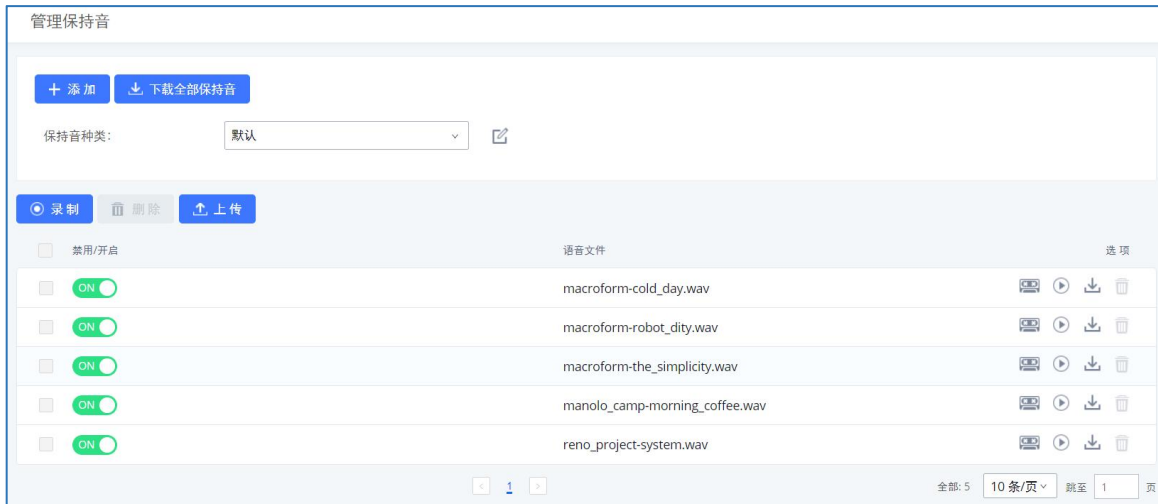 管理保持音
添加 下载全部保持音
保持音种类: 默认
录制 删除 上传
禁用/开启 语音文件 选项
ON macroform-cold_day.wav
ON macroform-robot_dity.wav
ON macroform-the_simplicity.wav
ON manolo_camp-morning_coffee.wav
ON reno_project-system.wav
< 1 > 全部: 5 10 条/页 跳至 1 页